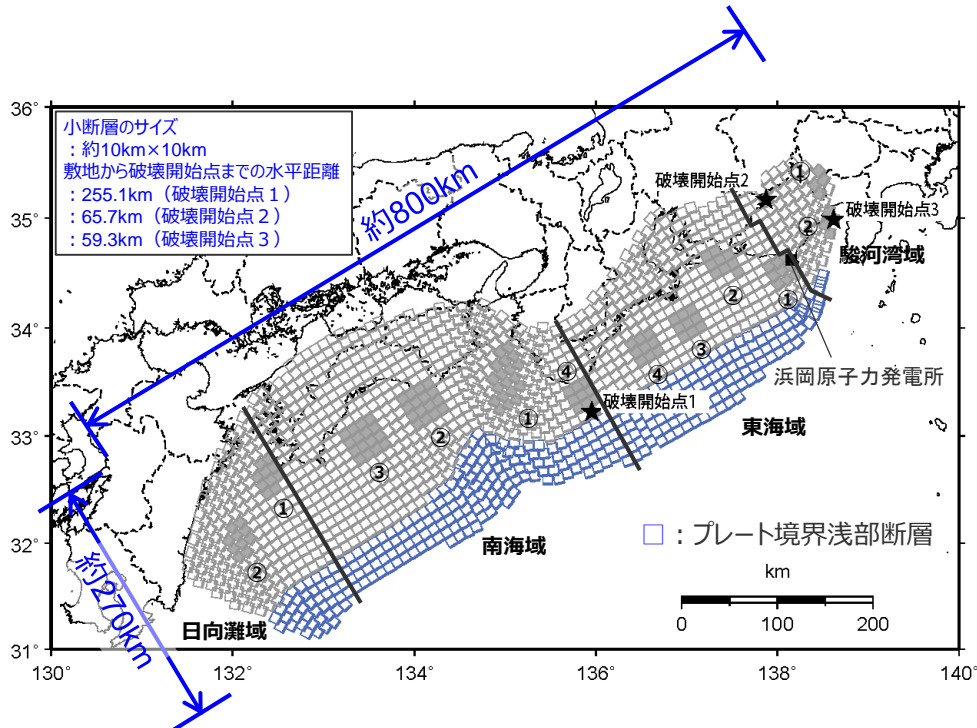 約800km
36°
小断層のサイズ
：約10km×10km
敷地から破壊開始点までの水平距離
：255.1km（破壊開始点１）
：65.7km（破壊開始点２）
：59.3km（破壊開始点３）
破壊開始点2
①
35°
②
破壊開始点3
駿河湾域
②
①
34°
③
④
④
浜岡原子力発電所
破壊開始点1
①
東海域
33°
②
③
①
□：プレート境界浅部断層
32°
南海域
②
約270km
km
日向灘域
0 100 200
31°
130° 132° 134° 136° 138° 140°